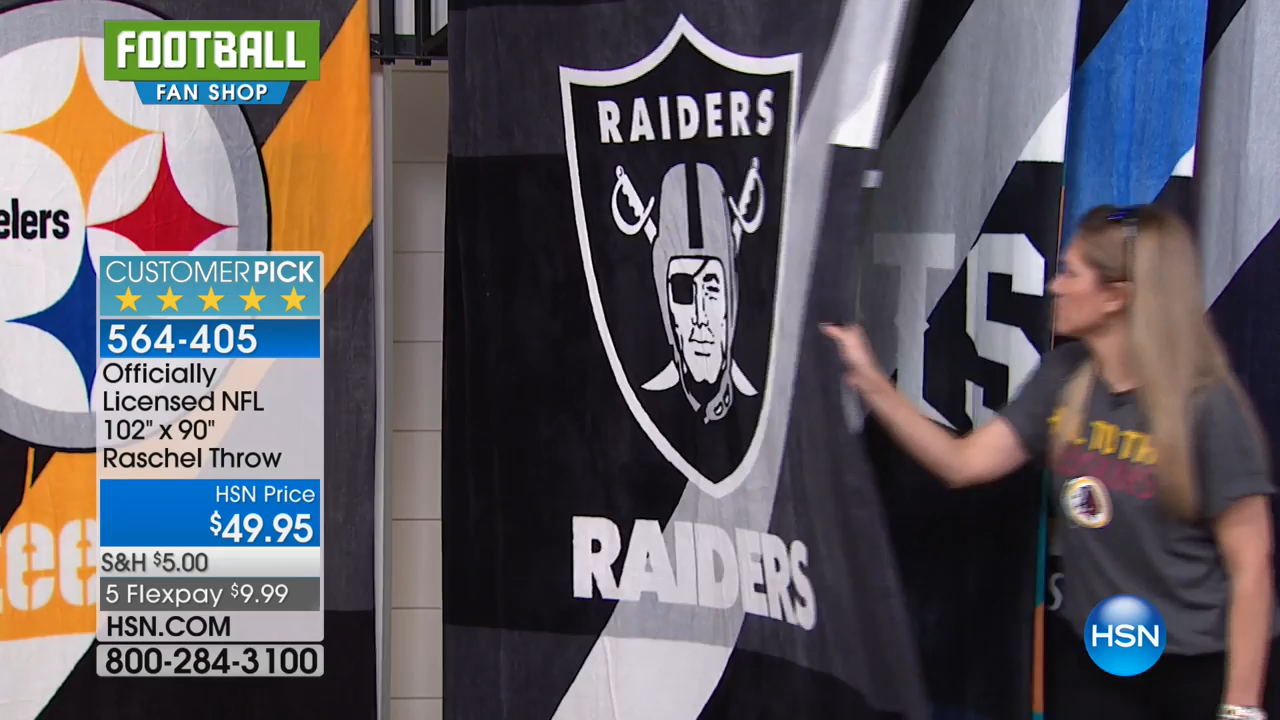 FOOTBALL
FAN SHOP
elers
CUSTOMER PICK
564-405
Officially
Licensed NFL
102" x 90"
Raschel Throw
HSN Price
$49.95
S&H $5.00
5 Flexpay $9.99
HSN.COM
800-284-3100
RAIDERS
RAIDERS
TS
HSN